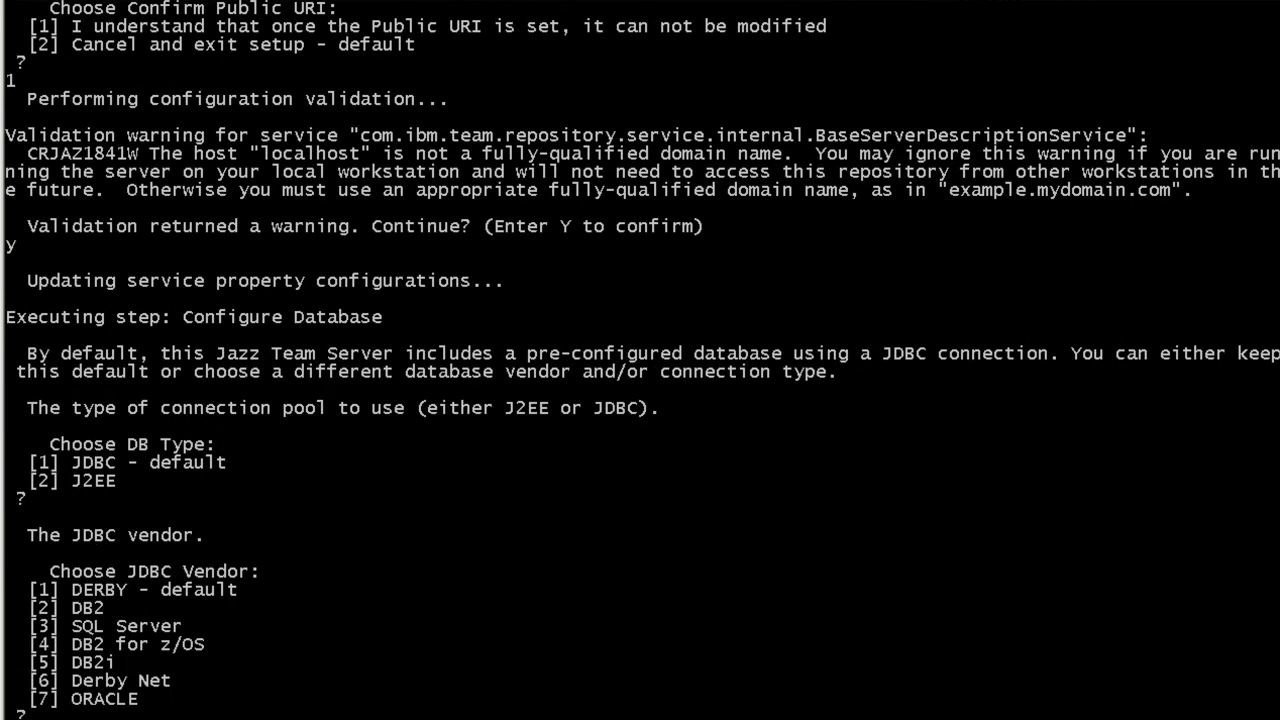 Choose Confirm Public URI:
[1] I understand that once the Public URI is set, it can not be modified
[2] Cancel and exit setup - default
?
1
Performing configuration validation...
Validation warning for service "com.ibm.team.repository.service.internal.BaseServerDescriptionService":
CRJAZ1841W The host "localhost" is not a fully-qualified domain name.  You may ignore this warning if you are run
ning the server on your local workstation and will not need to access this repository from other workstations in th
e future.  Otherwise you must use an appropriate fully-qualified domain name, as in "example.mydomain.com".
Validation returned a warning. Continue? (Enter Y to confirm)
y
Updating service property configurations...
Executing step: Configure Database
By default, this Jazz Team Server includes a pre-configured database using a JDBC connection. You can either keep
this default or choose a different database vendor and/or connection type.
The type of connection pool to use (either J2EE or JDBC).
Choose DB Type:
[1] JDBC - default
[2] J2EE
?
The JDBC vendor.
Choose JDBC Vendor:
[1] DERBY - default
[2] DB2
[3] SQL Server
[4] DB2 for z/OS
[5] DB2i
[6] Derby Net
[7] ORACLE
?